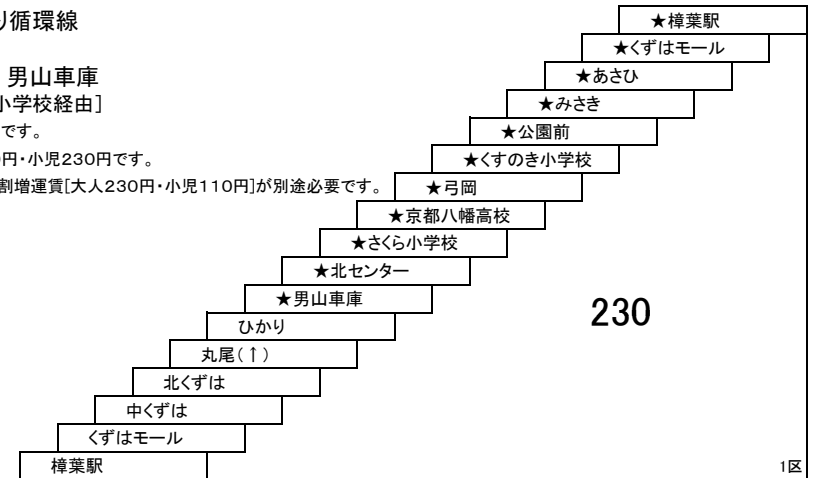 り循環線
男山車庫
小学校経由]
です。
0円・小児230円です。
割増運賃[大人230円・小児110円]が別途必要です。
★樟葉駅
★くずはモール
★あさひ
★みさき
★公園前
★くすのき小学校
★弓岡
★京都八幡高校
★さくら小学校
★北センター
★男山車庫
ひかり
丸尾(↑)
北くずは
中くずは
くずはモール
樟葉駅
230
1区